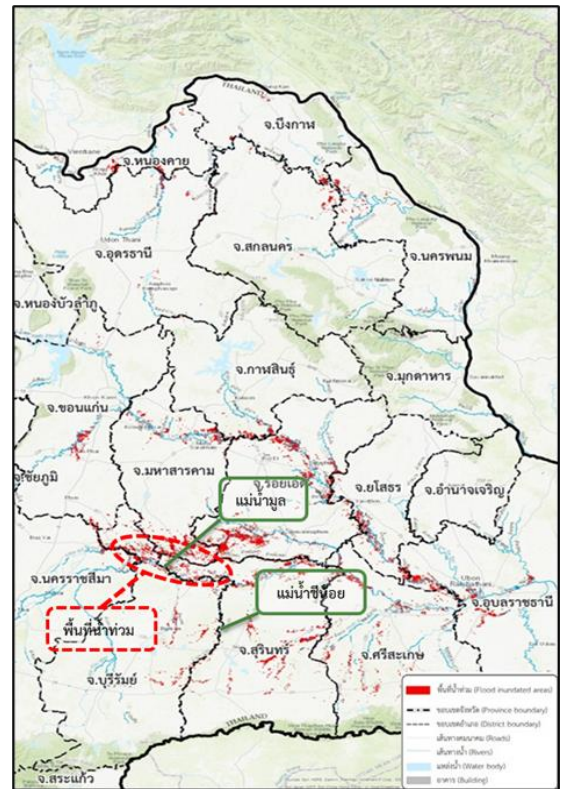 THAILAND
จ.บึงกาฬ
Vientiane
จ.หนองคาย
Udon Thani
จ.อุดรธานี
จ.สกลนคร
จ.นครพนม
จ.หนองบัวลำภู
จ.กาฬสินธุ์
จ.มุกดาหาร
จ.ขอนแก่น
จ.ชัยภูมิ
จ.มหาสารคาม
จ.ร้อยเอ็ด
จ.ยโสธร
จ.อำนาจเจริญ
แม่น้ำมูล
จ.นครราชสีมา
แม่น้ำชีน้อย
Ubon
จ.อุบลราชธานี
พื้นที่น้ำท่วม
จ.สุรินทร์
จ.ศรีสะเกษ
จ.บุรีรัมย์
THAILAND
จ.สระแก้ว
พื้นที่น้ำท่วม (Flood inundated areas)
ขอบเขตจังหวัด (Province boundary)
ขอบเขตอำเภอ (District boundary)
เส้นทางคมนาคม (Roads)
เส้นทางน้ำ (Rivers)
แหล่งน้ำ (Water body)
อาคาร (Building)